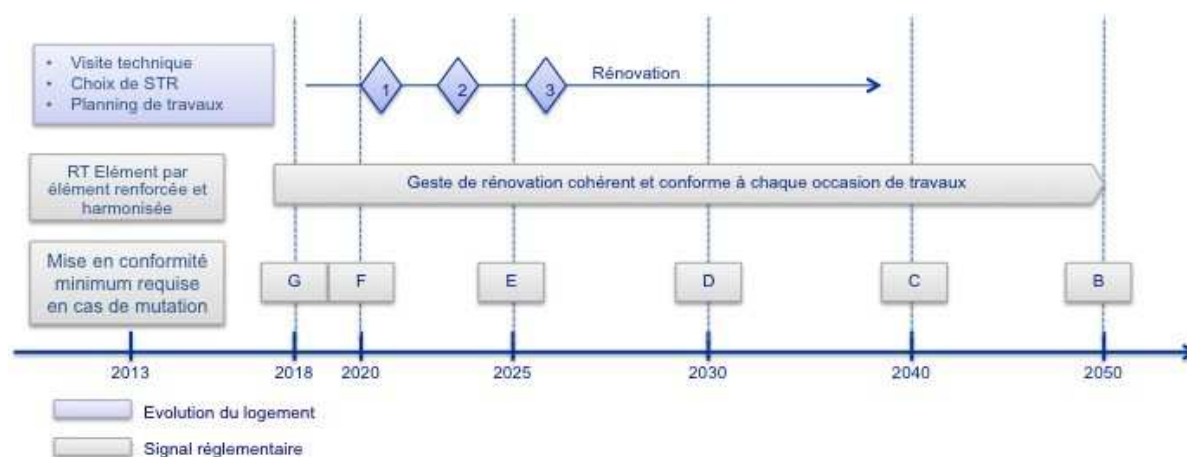 • Visite technique
• Choix de STR
• Planning de travaux
1
2
3
Rénovation
RT Elément par
élément renforcée et
harmonisée
Geste de rénovation cohérent et conforme à chaque occasion de travaux
Mise en conformité
minimum requise
en cas de mutation
G
F
E
D
C
B
2013
2018
2020
2025
2030
2040
2050
Evolution du logement
Signal réglementaire